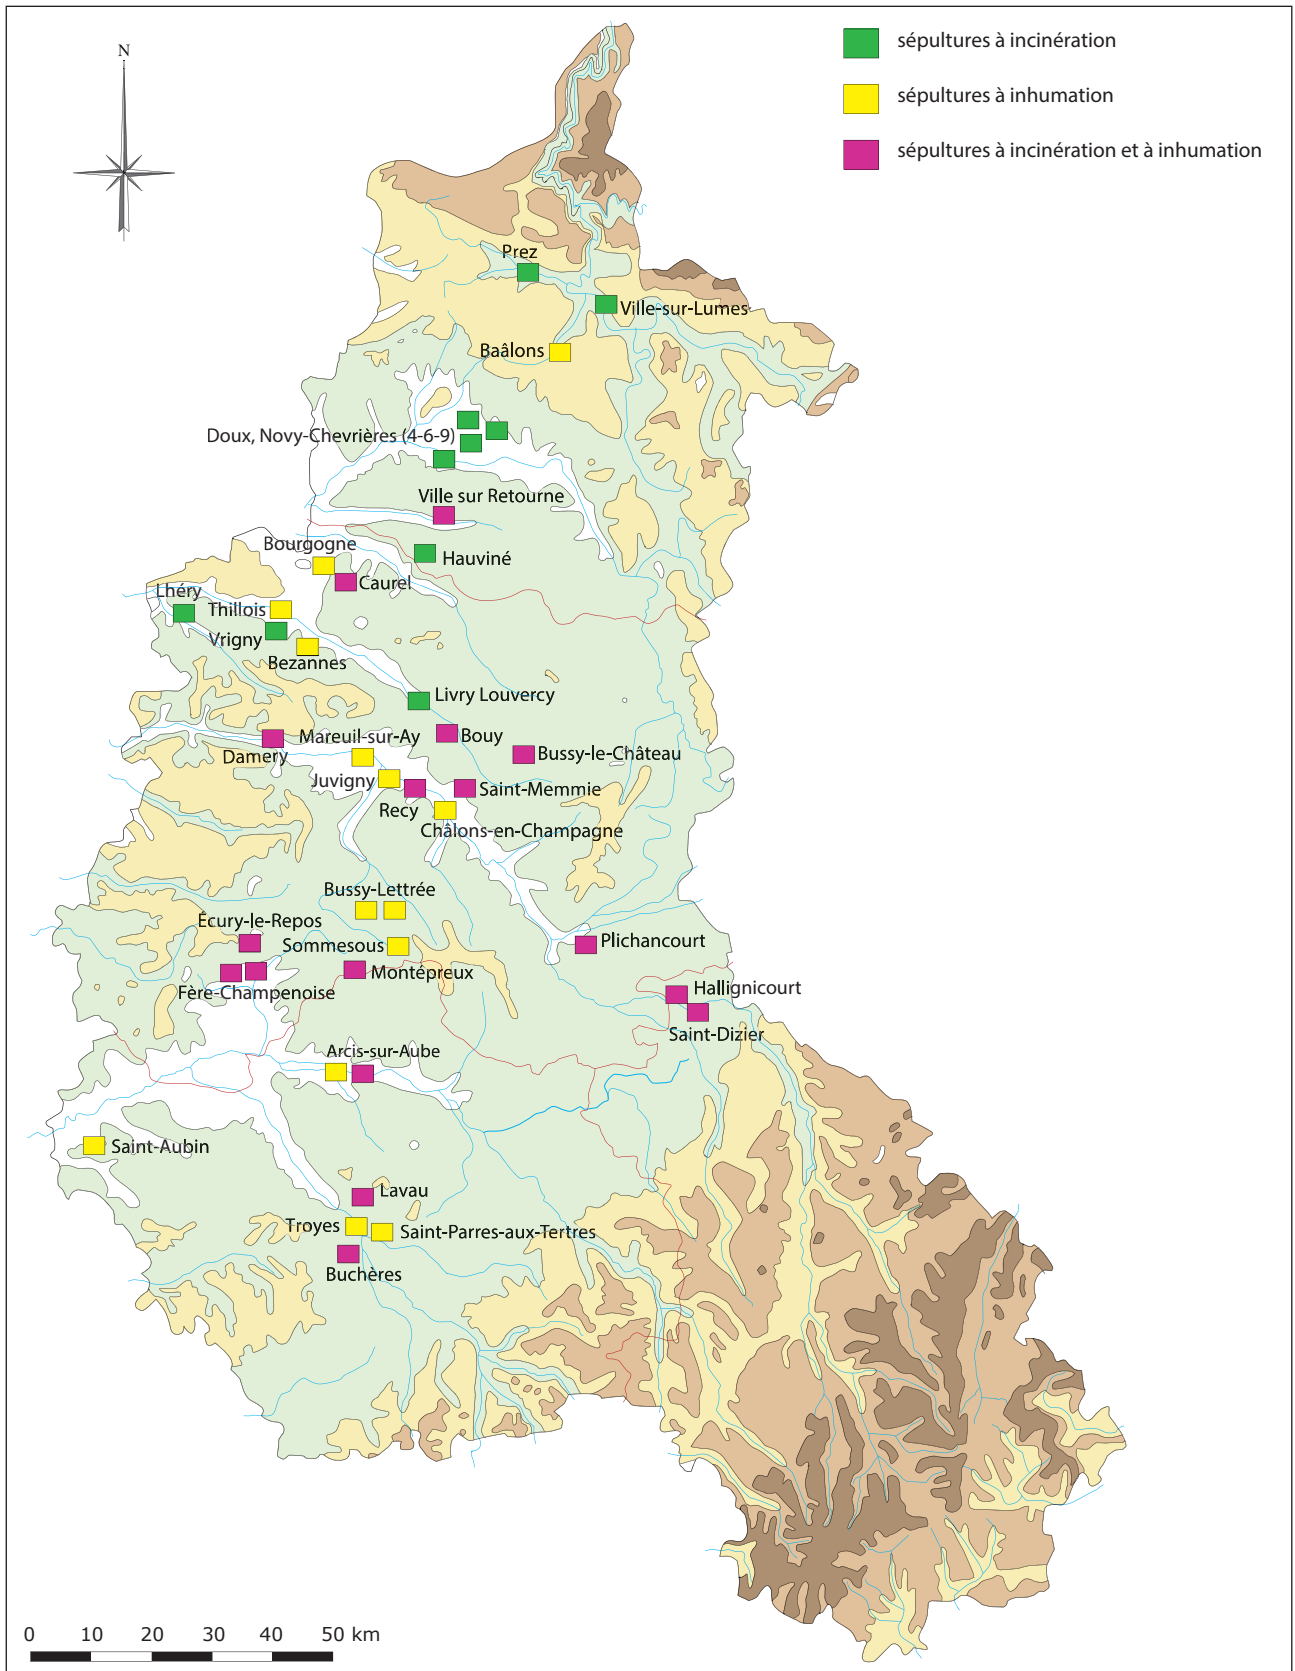 sépultures à incinération
N
sépultures à inhumation
sépultures à incinération et à inhumation
Prez
Ville-sur-Lumes
Baâlons
Doux, Novy-Chevrières (4-6-9)
Ville sur Retourne
Bourgogne
Hauviné
Caurel
Lhéry
Thillois
Vrigny
Bezannes
Livry Louvercy
Mareuil-sur-Ay
Bouy
Damery
Bussy-le-Château
Juvigny
Saint-Memmie
Recy
Châlons-en-Champagne
Bussy-Lettrée
Écury-le-Repos
Sommesous
Plichancourt
Montépreux
Fère-Champenoise
Hallignicourt
Saint-Dizier
Arcis-sur-Aube
Saint-Aubin
Lavau
Troyes
Saint-Parres-aux-Tertres
Buchères
0 10 20 30 40 50 km